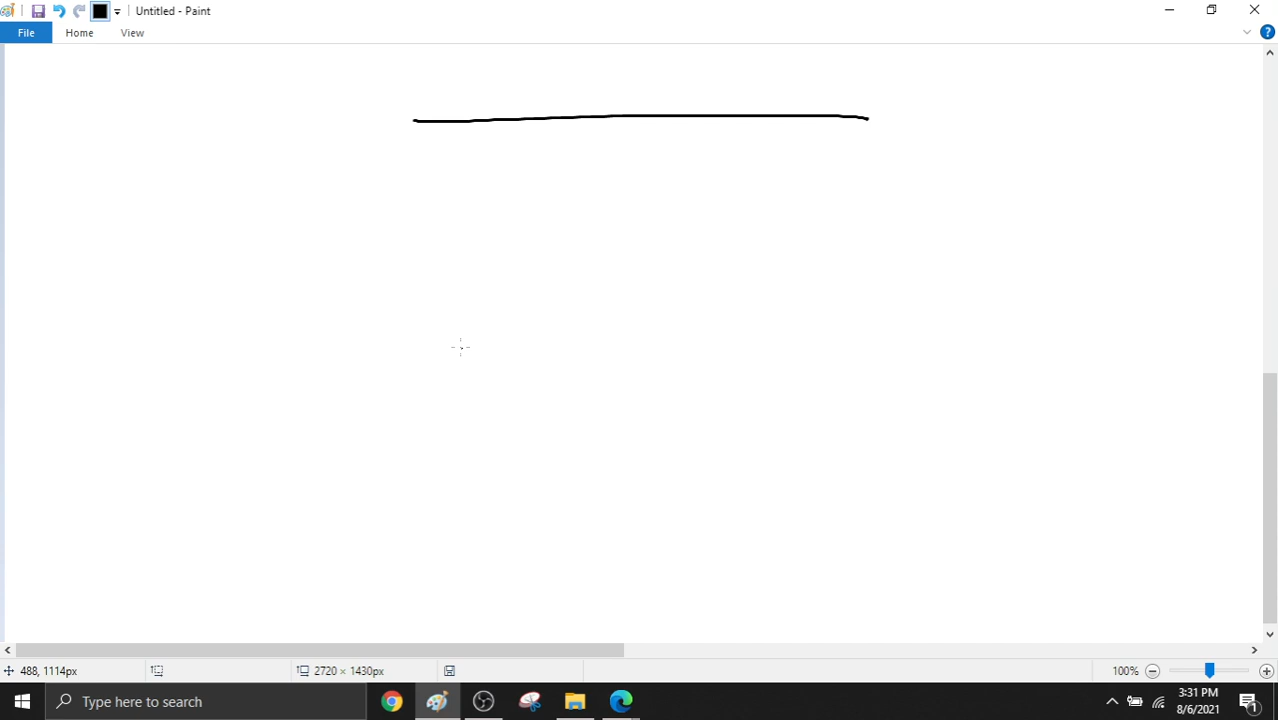 Untitled - Paint
File Home View
488, 1114px 2720 × 1430px 100%
Type here to search
3:31 PM
8/6/2021
1